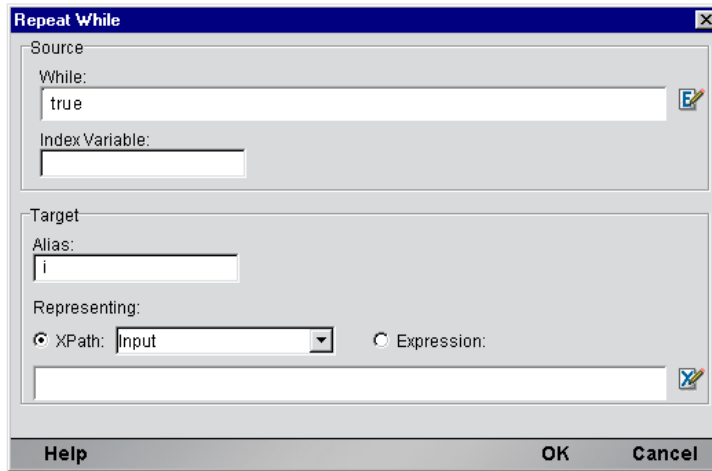 Repeat While
Source
While:
true
Index Variable:
Target
Alias:
i
Representing:
XPath: Input Expression:
Help OK Cancel